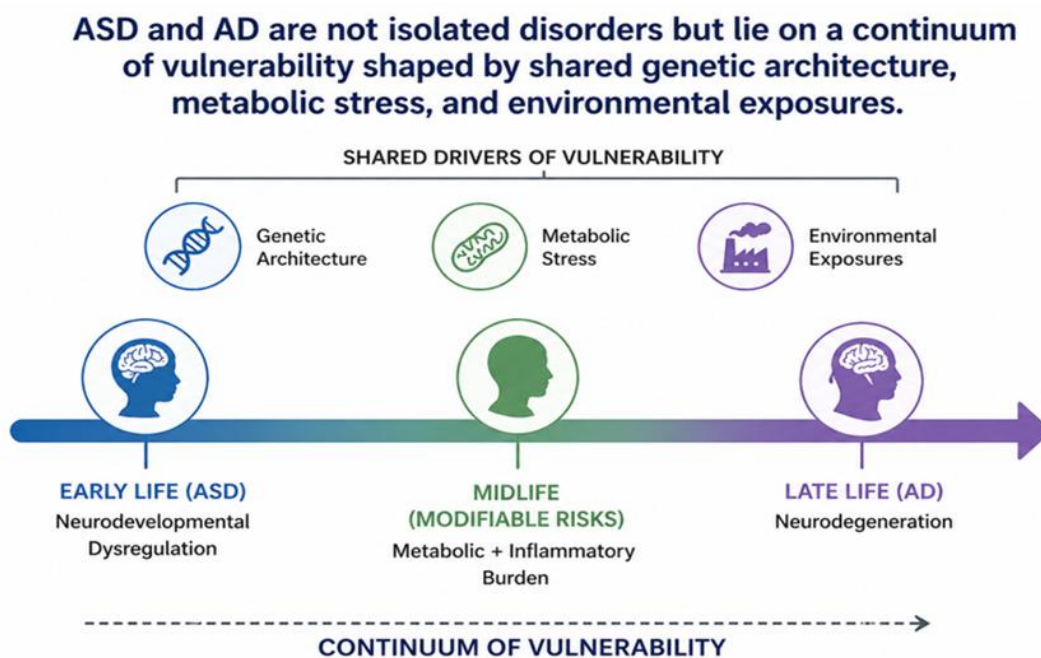 ASD and AD are not isolated disorders but lie on a continuum
of vulnerability shaped by shared genetic architecture,
metabolic stress, and environmental exposures.
SHARED DRIVERS OF VULNERABILITY
Genetic
Architecture
Metabolic
Stress
Environmental
Exposures
EARLY LIFE (ASD)
Neurodevelopmental
Dysregulation
MIDLIFE
(MODIFIABLE RISKS)
Metabolic + Inflammatory
Burden
LATE LIFE (AD)
Neurodegeneration
CONTINUUM OF VULNERABILITY